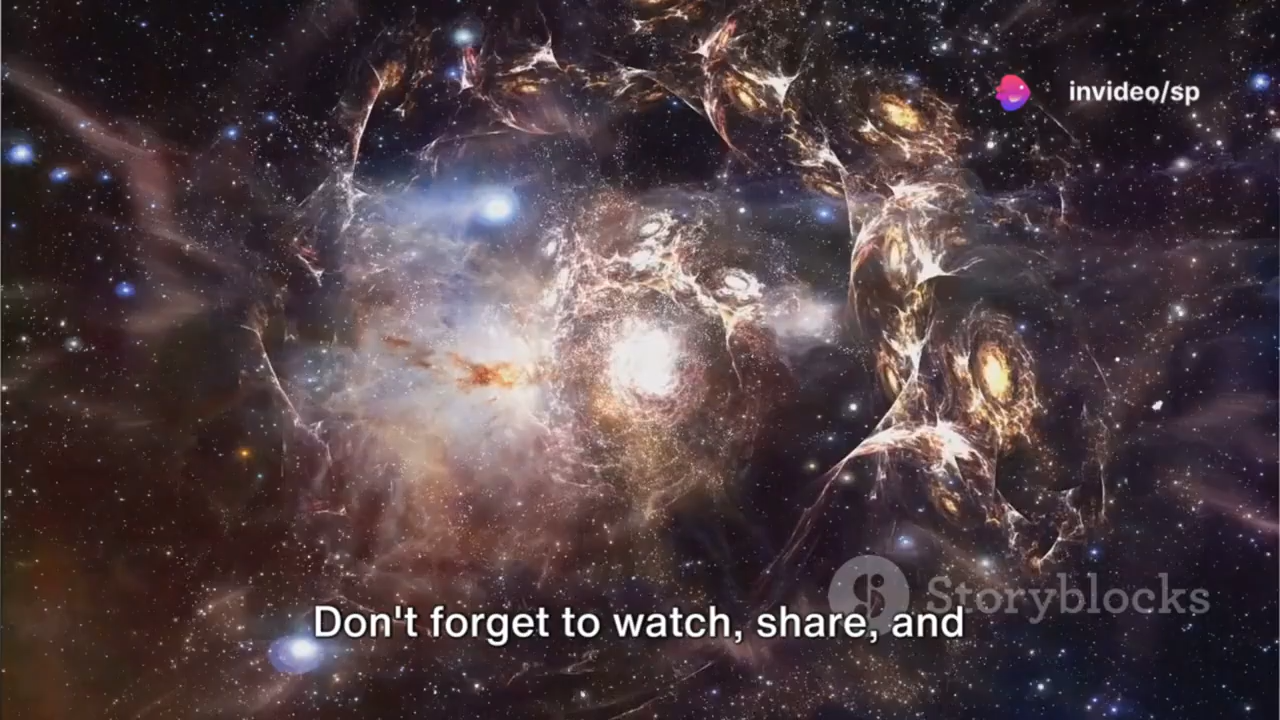 invideo/sp
Storyblocks
Don't forget to watch, share, and